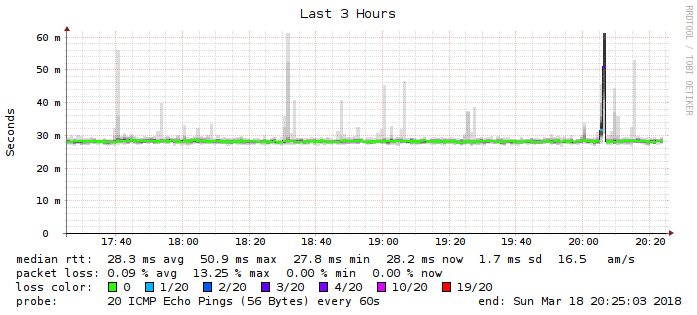 Last 3 Hours
RRDTOOL / TOBI OETIKER
Seconds
60 m
50 m
40 m
30 m
20 m
10 m
0
17:40 18:00 18:20 18:40 19:00 19:20 19:40 20:00 20:20
median rtt: 28.3 ms avg 50.9 ms max 27.8 ms min 28.2 ms now 1.7 ms sd 16.5 am/s
packet loss: 0.09 % avg 13.25 % max 0.00 % min 0.00 % now
loss color: 0 1/20 2/20 3/20 4/20 10/20 19/20
probe: 20 ICMP Echo Pings (56 Bytes) every 60s end: Sun Mar 18 20:25:03 2018